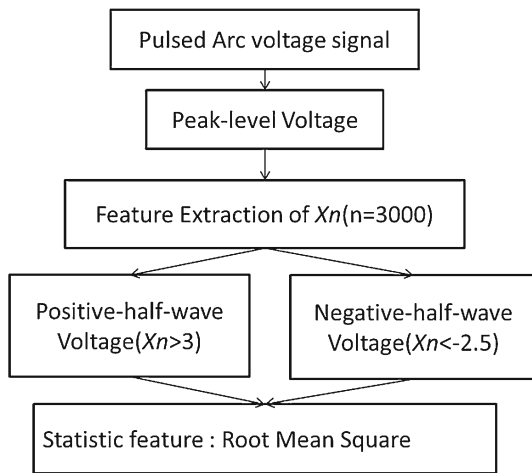 Pulsed Arc voltage signal
Peak-level Voltage
Feature Extraction of Xn(n=3000)
Positive-half-wave
Voltage(Xn>3)
Negative-half-wave
Voltage(Xn<-2.5)
Statistic feature : Root Mean Square